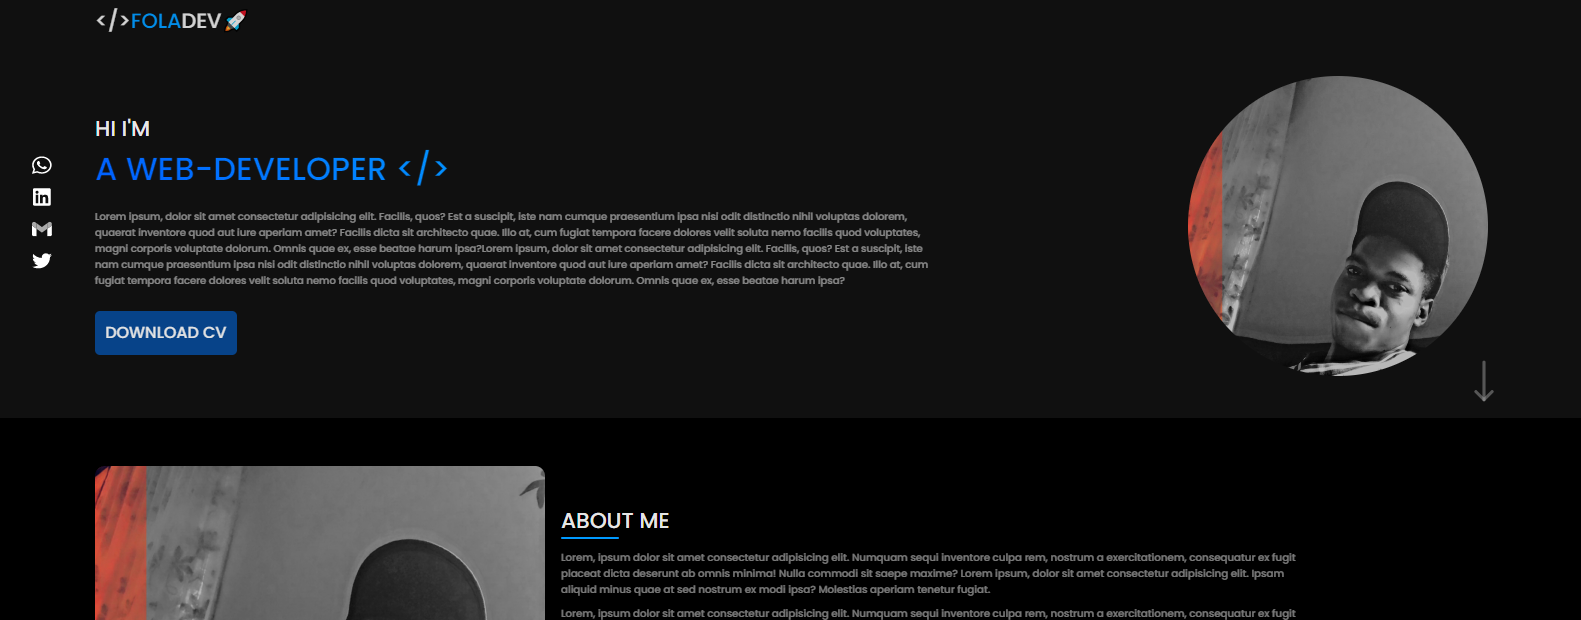 </>FOLADEV🚀
HI I'M
A WEB-DEVELOPER </>
Lorem ipsum, dolor sit amet consectetur adipisicing elit. Facilis, quos? Est a suscipit, iste nam cumque praesentium ipsa nisi odit distinctio nihil voluptas dolorem,
quaerat inventore quod aut iure aperiam amet? Facilis dicta sit architecto quae. Illo at, cum fugiat tempora facere dolores velit soluta nemo facilis quod voluptates,
magni corporis voluptate dolorum. Omnis quae ex, esse beatae harum ipsa?Lorem ipsum, dolor sit amet consectetur adipisicing elit. Facilis, quos? Est a suscipit, iste
nam cumque praesentium ipsa nisi odit distinctio nihil voluptas dolorem, quaerat inventore quod aut iure aperiam amet? Facilis dicta sit architecto quae. Illo at, cum
fugiat tempora facere dolores velit soluta nemo facilis quod voluptates, magni corporis voluptate dolorum. Omnis quae ex, esse beatae harum ipsa?
DOWNLOAD CV
ABOUT ME
Lorem, ipsum dolor sit amet consectetur adipisicing elit. Numquam sequi inventore culpa rem, nostrum a exercitationem, consequatur ex fugit
placeat dicta deserunt ab omnis minima! Nulla commodi sit saepe maxime? Lorem ipsum, dolor sit amet consectetur adipisicing elit. Ipsam
aliquid minus quae at sed nostrum ex modi ipsa? Molestias aperiam tenetur fugiat.
Lorem, ipsum dolor sit amet consectetur adipisicing elit. Numquam sequi inventore culpa rem, nostrum a exercitationem, consequatur ex fugit